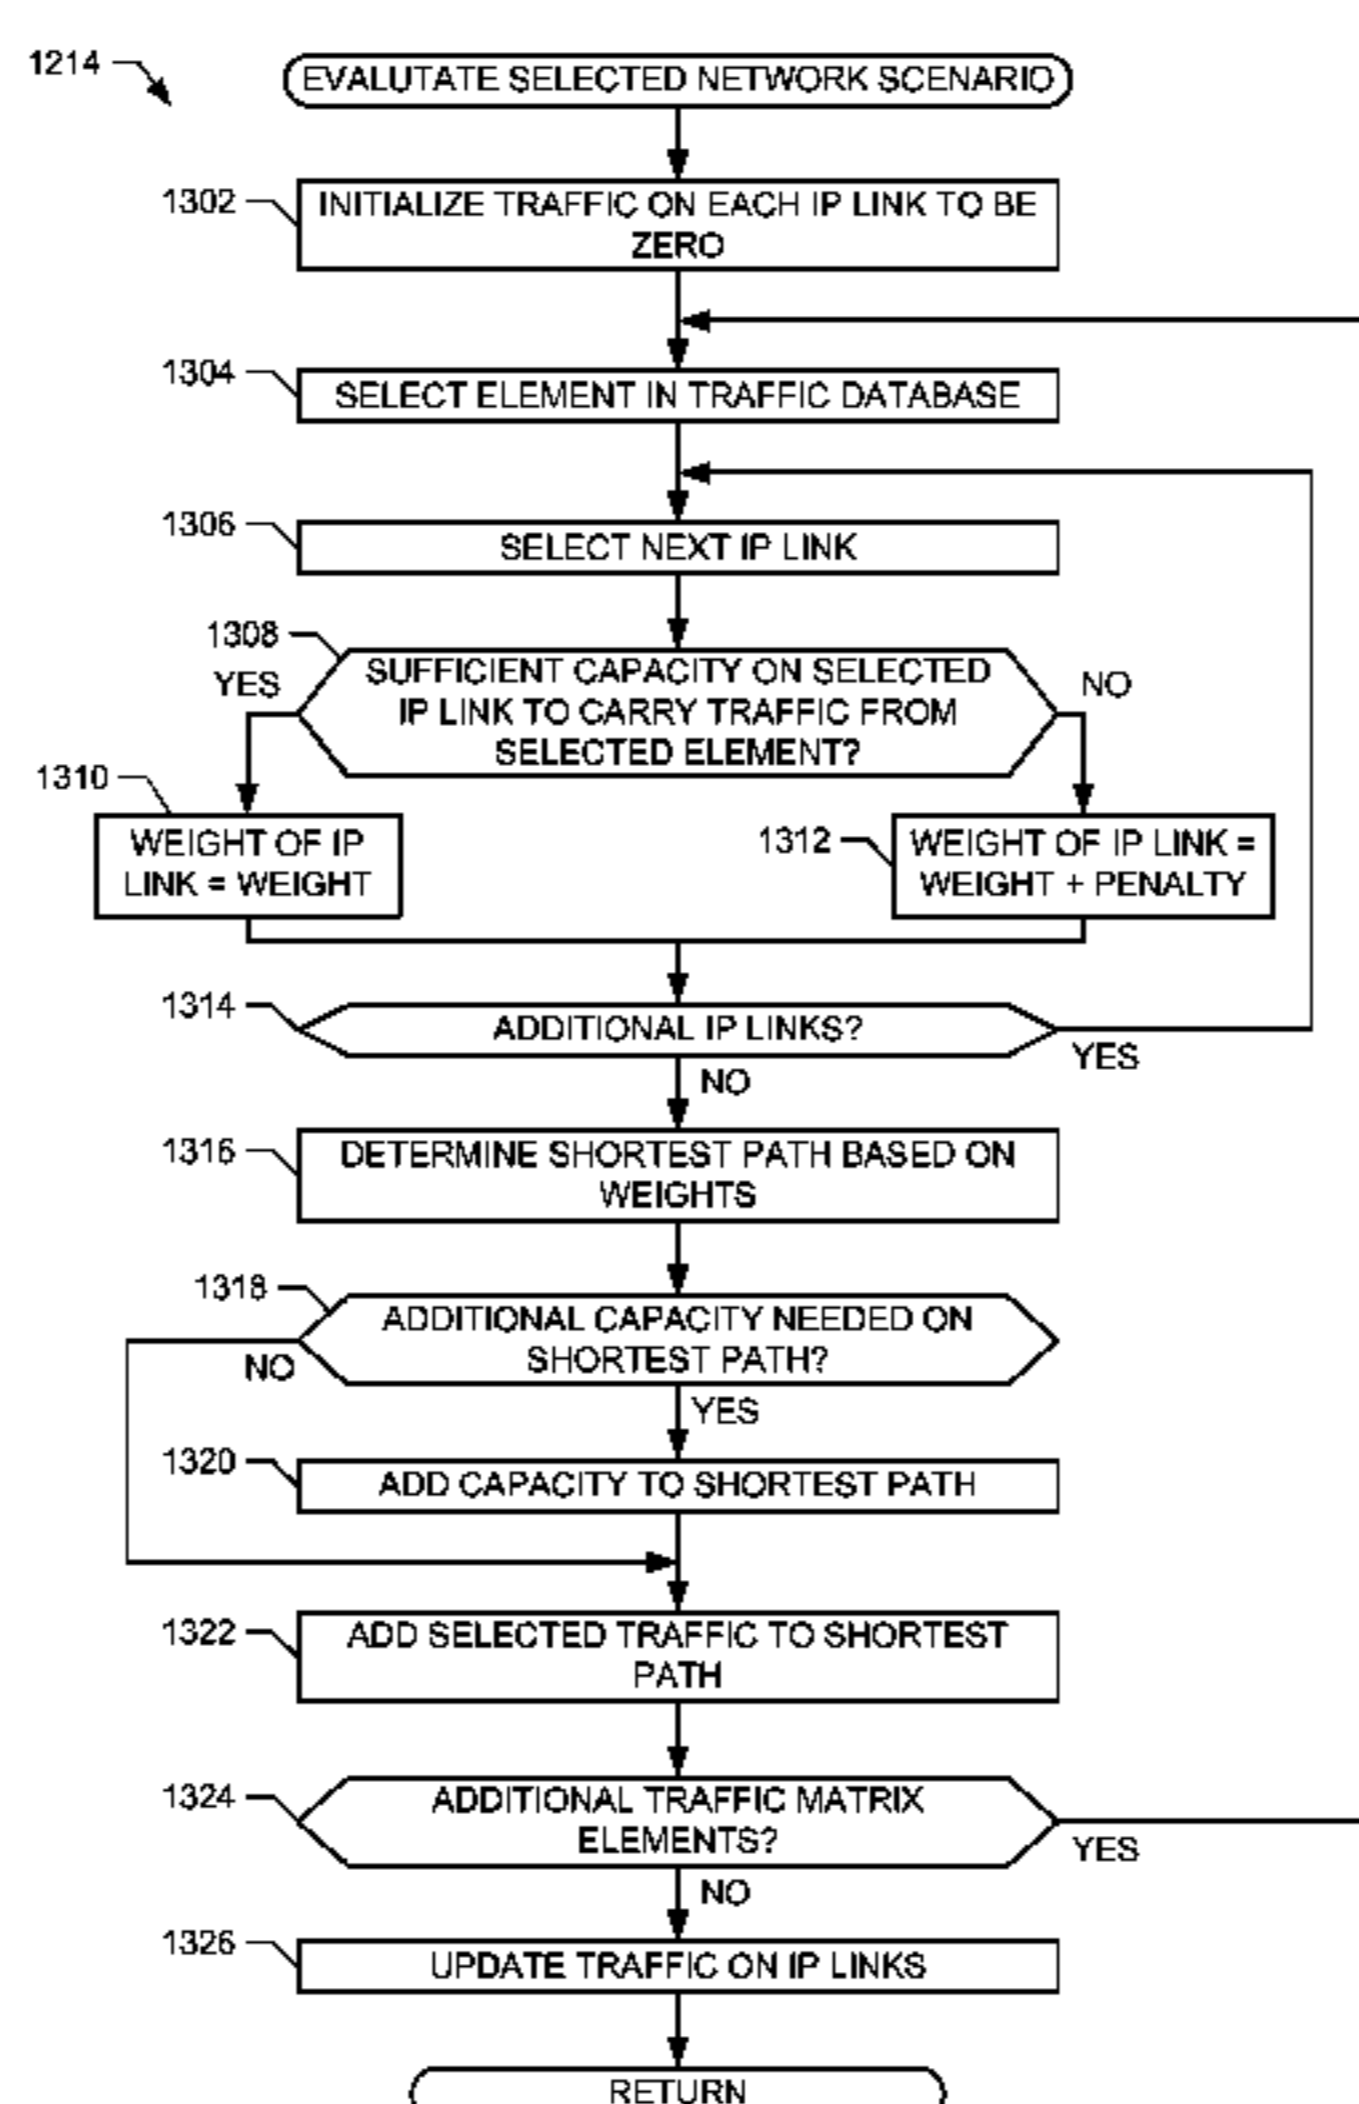 1214
EVALUTATE SELECTED NETWORK SCENARIO
1302
INITIALIZE TRAFFIC ON EACH IP LINK TO BE
ZERO
1304
SELECT ELEMENT IN TRAFFIC DATABASE
1306
SELECT NEXT IP LINK
1308
SUFFICIENT CAPACITY ON SELECTED
IP LINK TO CARRY TRAFFIC FROM
SELECTED ELEMENT?
YES
NO
1310
WEIGHT OF IP
LINK = WEIGHT
1312
WEIGHT OF IP LINK =
WEIGHT + PENALTY
1314
ADDITIONAL IP LINKS?
YES
NO
1316
DETERMINE SHORTEST PATH BASED ON
WEIGHTS
1318
ADDITIONAL CAPACITY NEEDED ON
SHORTEST PATH?
NO
YES
1320
ADD CAPACITY TO SHORTEST PATH
1322
ADD SELECTED TRAFFIC TO SHORTEST
PATH
1324
ADDITIONAL TRAFFIC MATRIX
ELEMENTS?
YES
NO
1326
UPDATE TRAFFIC ON IP LINKS
RETURN